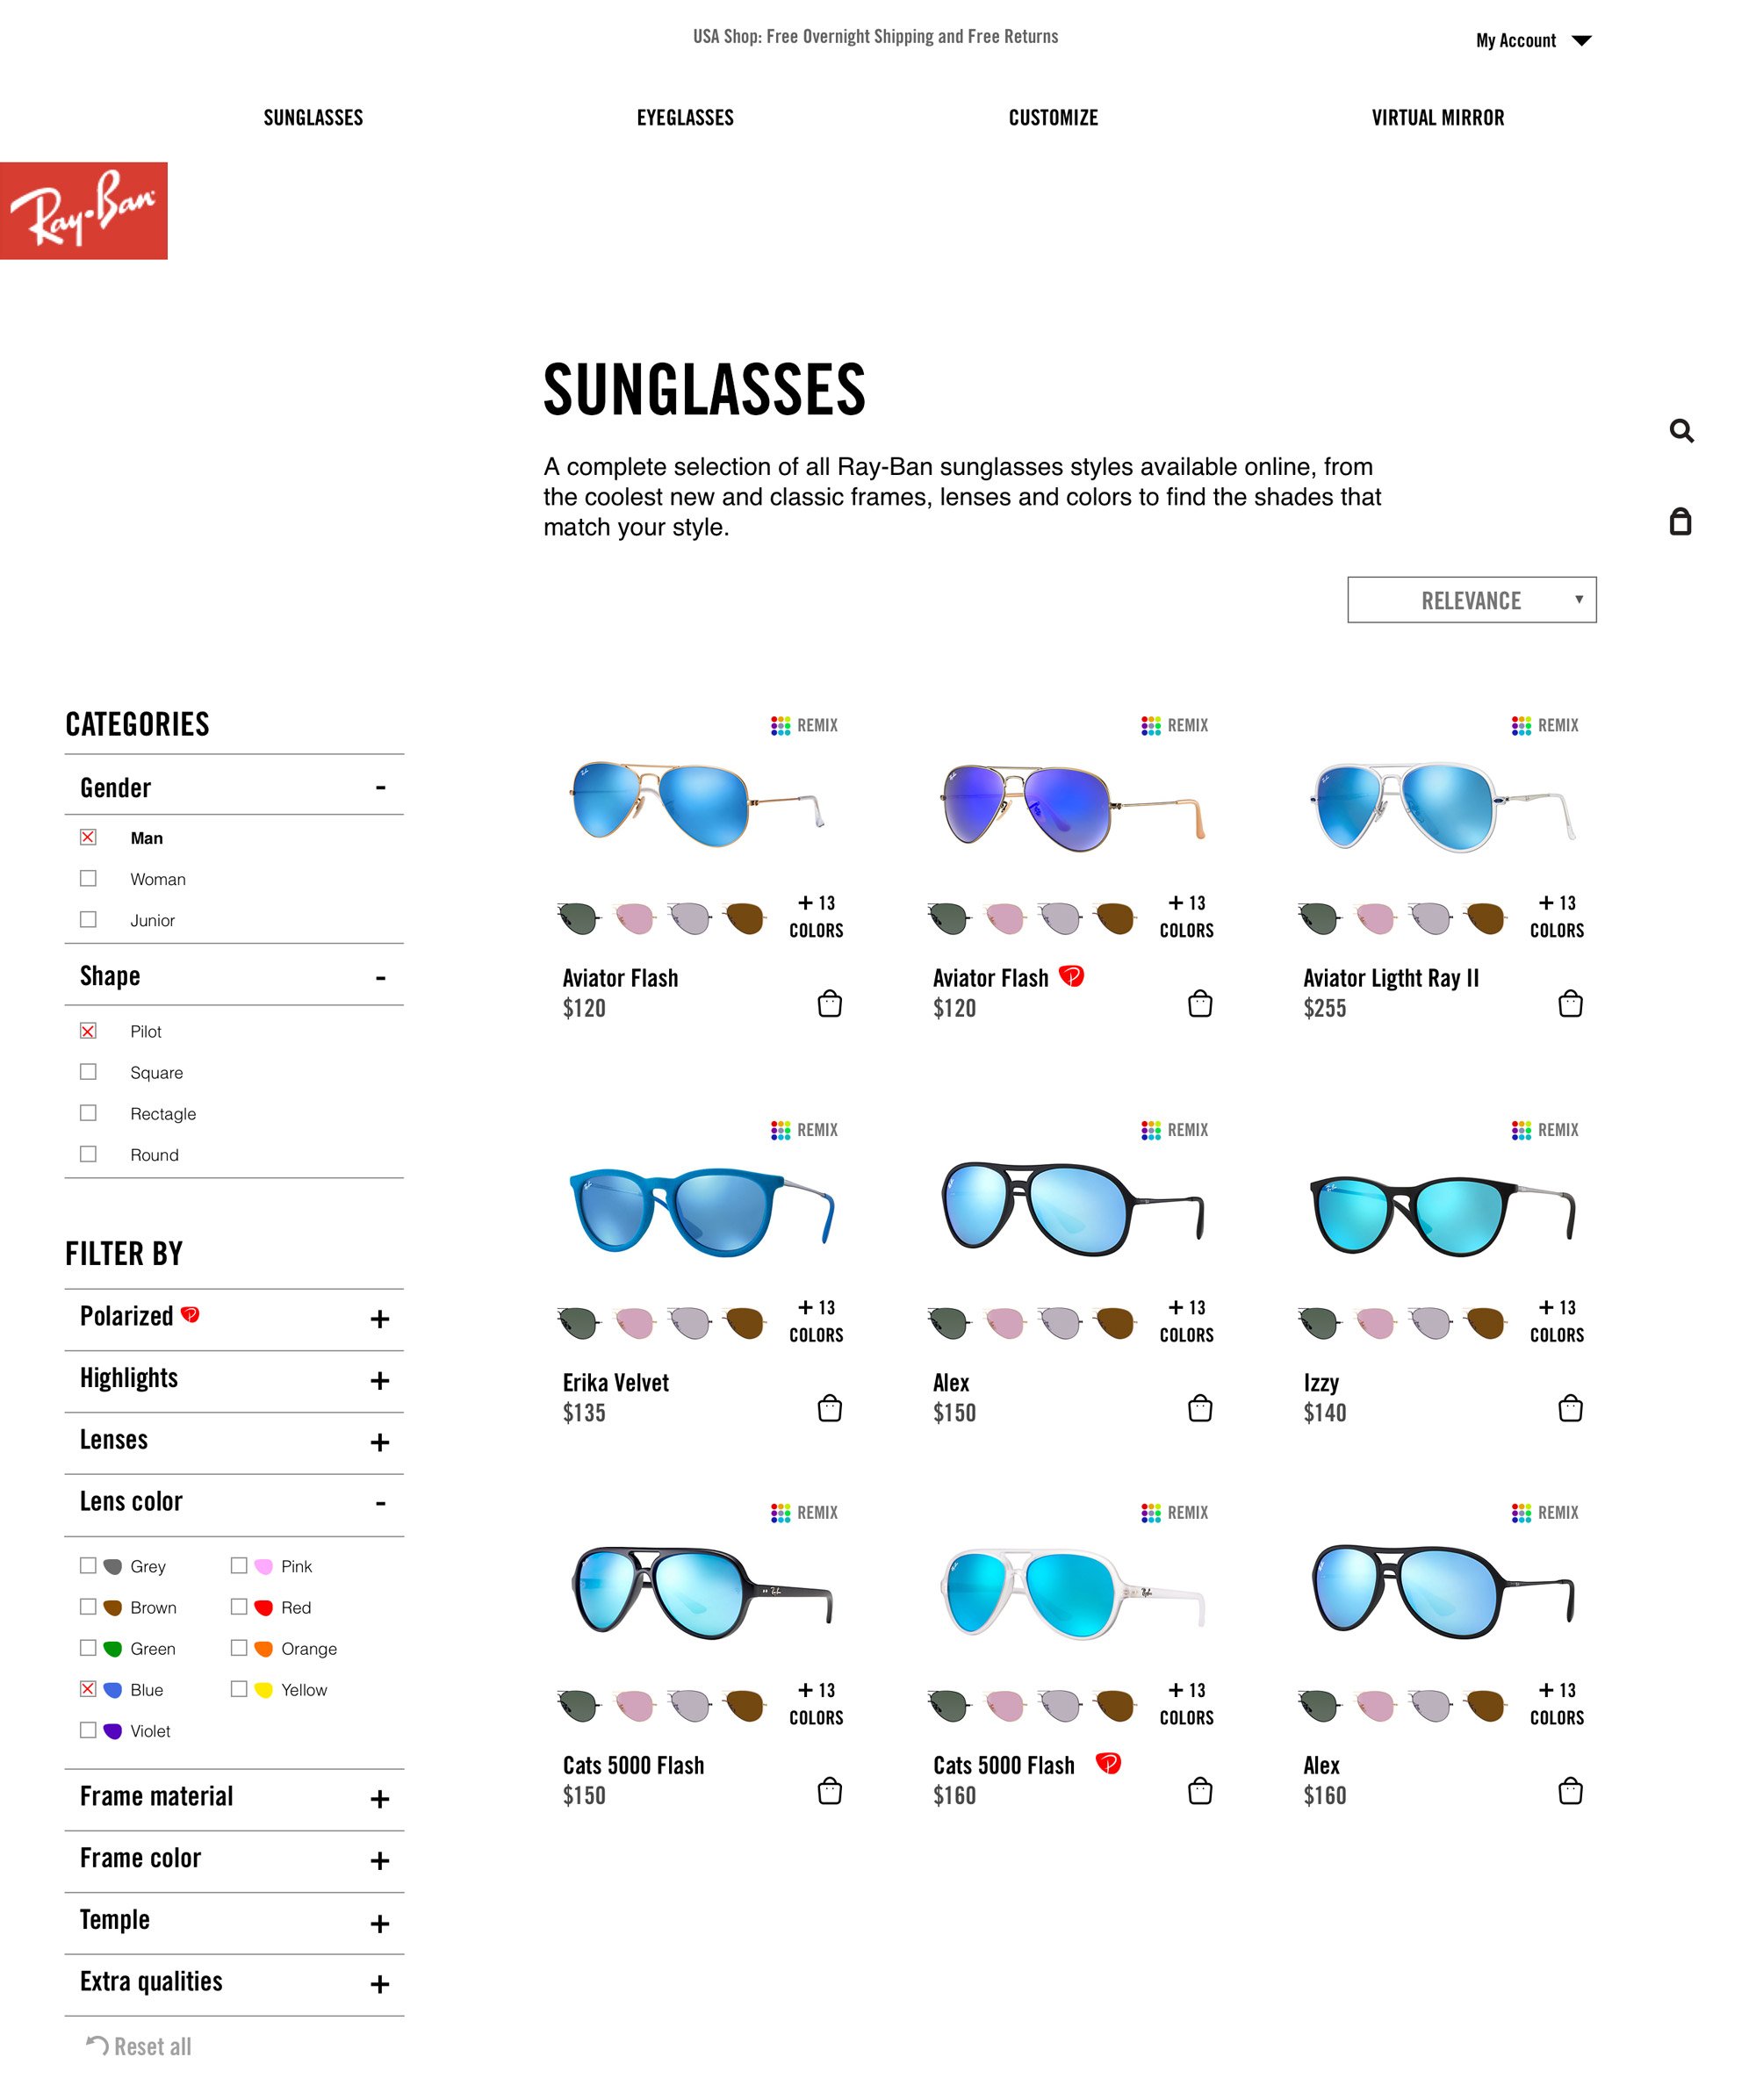 USA Shop: Free Overnight Shipping and Free Returns
My Account
SUNGLASSES
EYEGLASSES
CUSTOMIZE
VIRTUAL MIRROR
Ray-Ban
SUNGLASSES
A complete selection of all Ray-Ban sunglasses styles available online, from
the coolest new and classic frames, lenses and colors to find the shades that
match your style.
RELEVANCE
CATEGORIES
Gender -
Man
Woman
Junior
Shape -
Pilot
Square
Rectagle
Round
FILTER BY
Polarized +
Highlights +
Lenses +
Lens color -
Grey
Pink
Brown
Red
Green
Orange
Blue
Yellow
Violet
Frame material +
Frame color +
Temple +
Extra qualities +
Reset all
REMIX
+ 13
COLORS
Aviator Flash
$120
REMIX
+ 13
COLORS
Aviator Flash
$120
REMIX
+ 13
COLORS
Aviator Ligtht Ray II
$255
REMIX
+ 13
COLORS
Erika Velvet
$135
REMIX
+ 13
COLORS
Alex
$150
REMIX
+ 13
COLORS
Izzy
$140
REMIX
+ 13
COLORS
Cats 5000 Flash
$150
REMIX
+ 13
COLORS
Cats 5000 Flash
$160
REMIX
+ 13
COLORS
Alex
$160